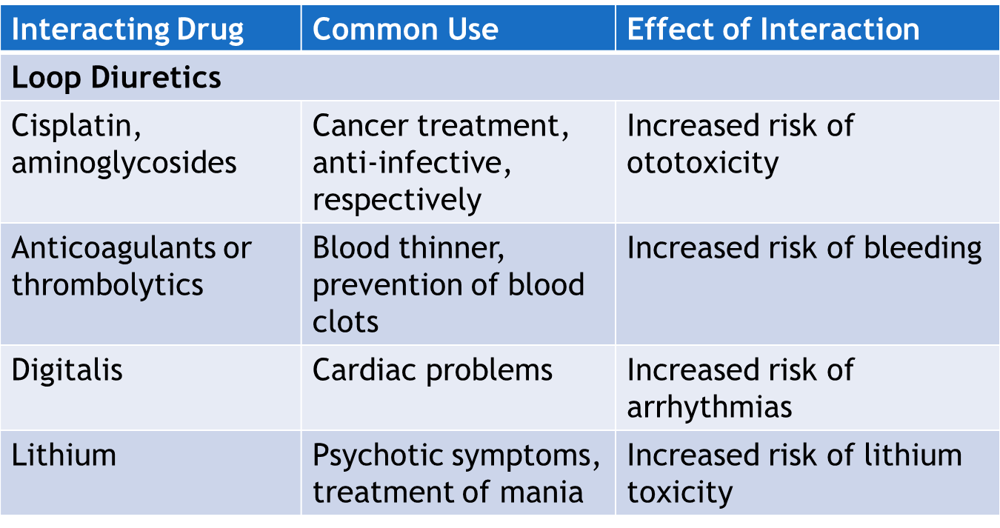 Interacting Drug
Common Use
Effect of Interaction
Loop Diuretics
Cisplatin,
aminoglycosides
Cancer treatment,
anti-infective,
respectively
Increased risk of
ototoxicity
Anticoagulants or
thrombolytics
Blood thinner,
prevention of blood
clots
Increased risk of bleeding
Digitalis
Cardiac problems
Increased risk of
arrhythmias
Lithium
Psychotic symptoms,
treatment of mania
Increased risk of lithium
toxicity